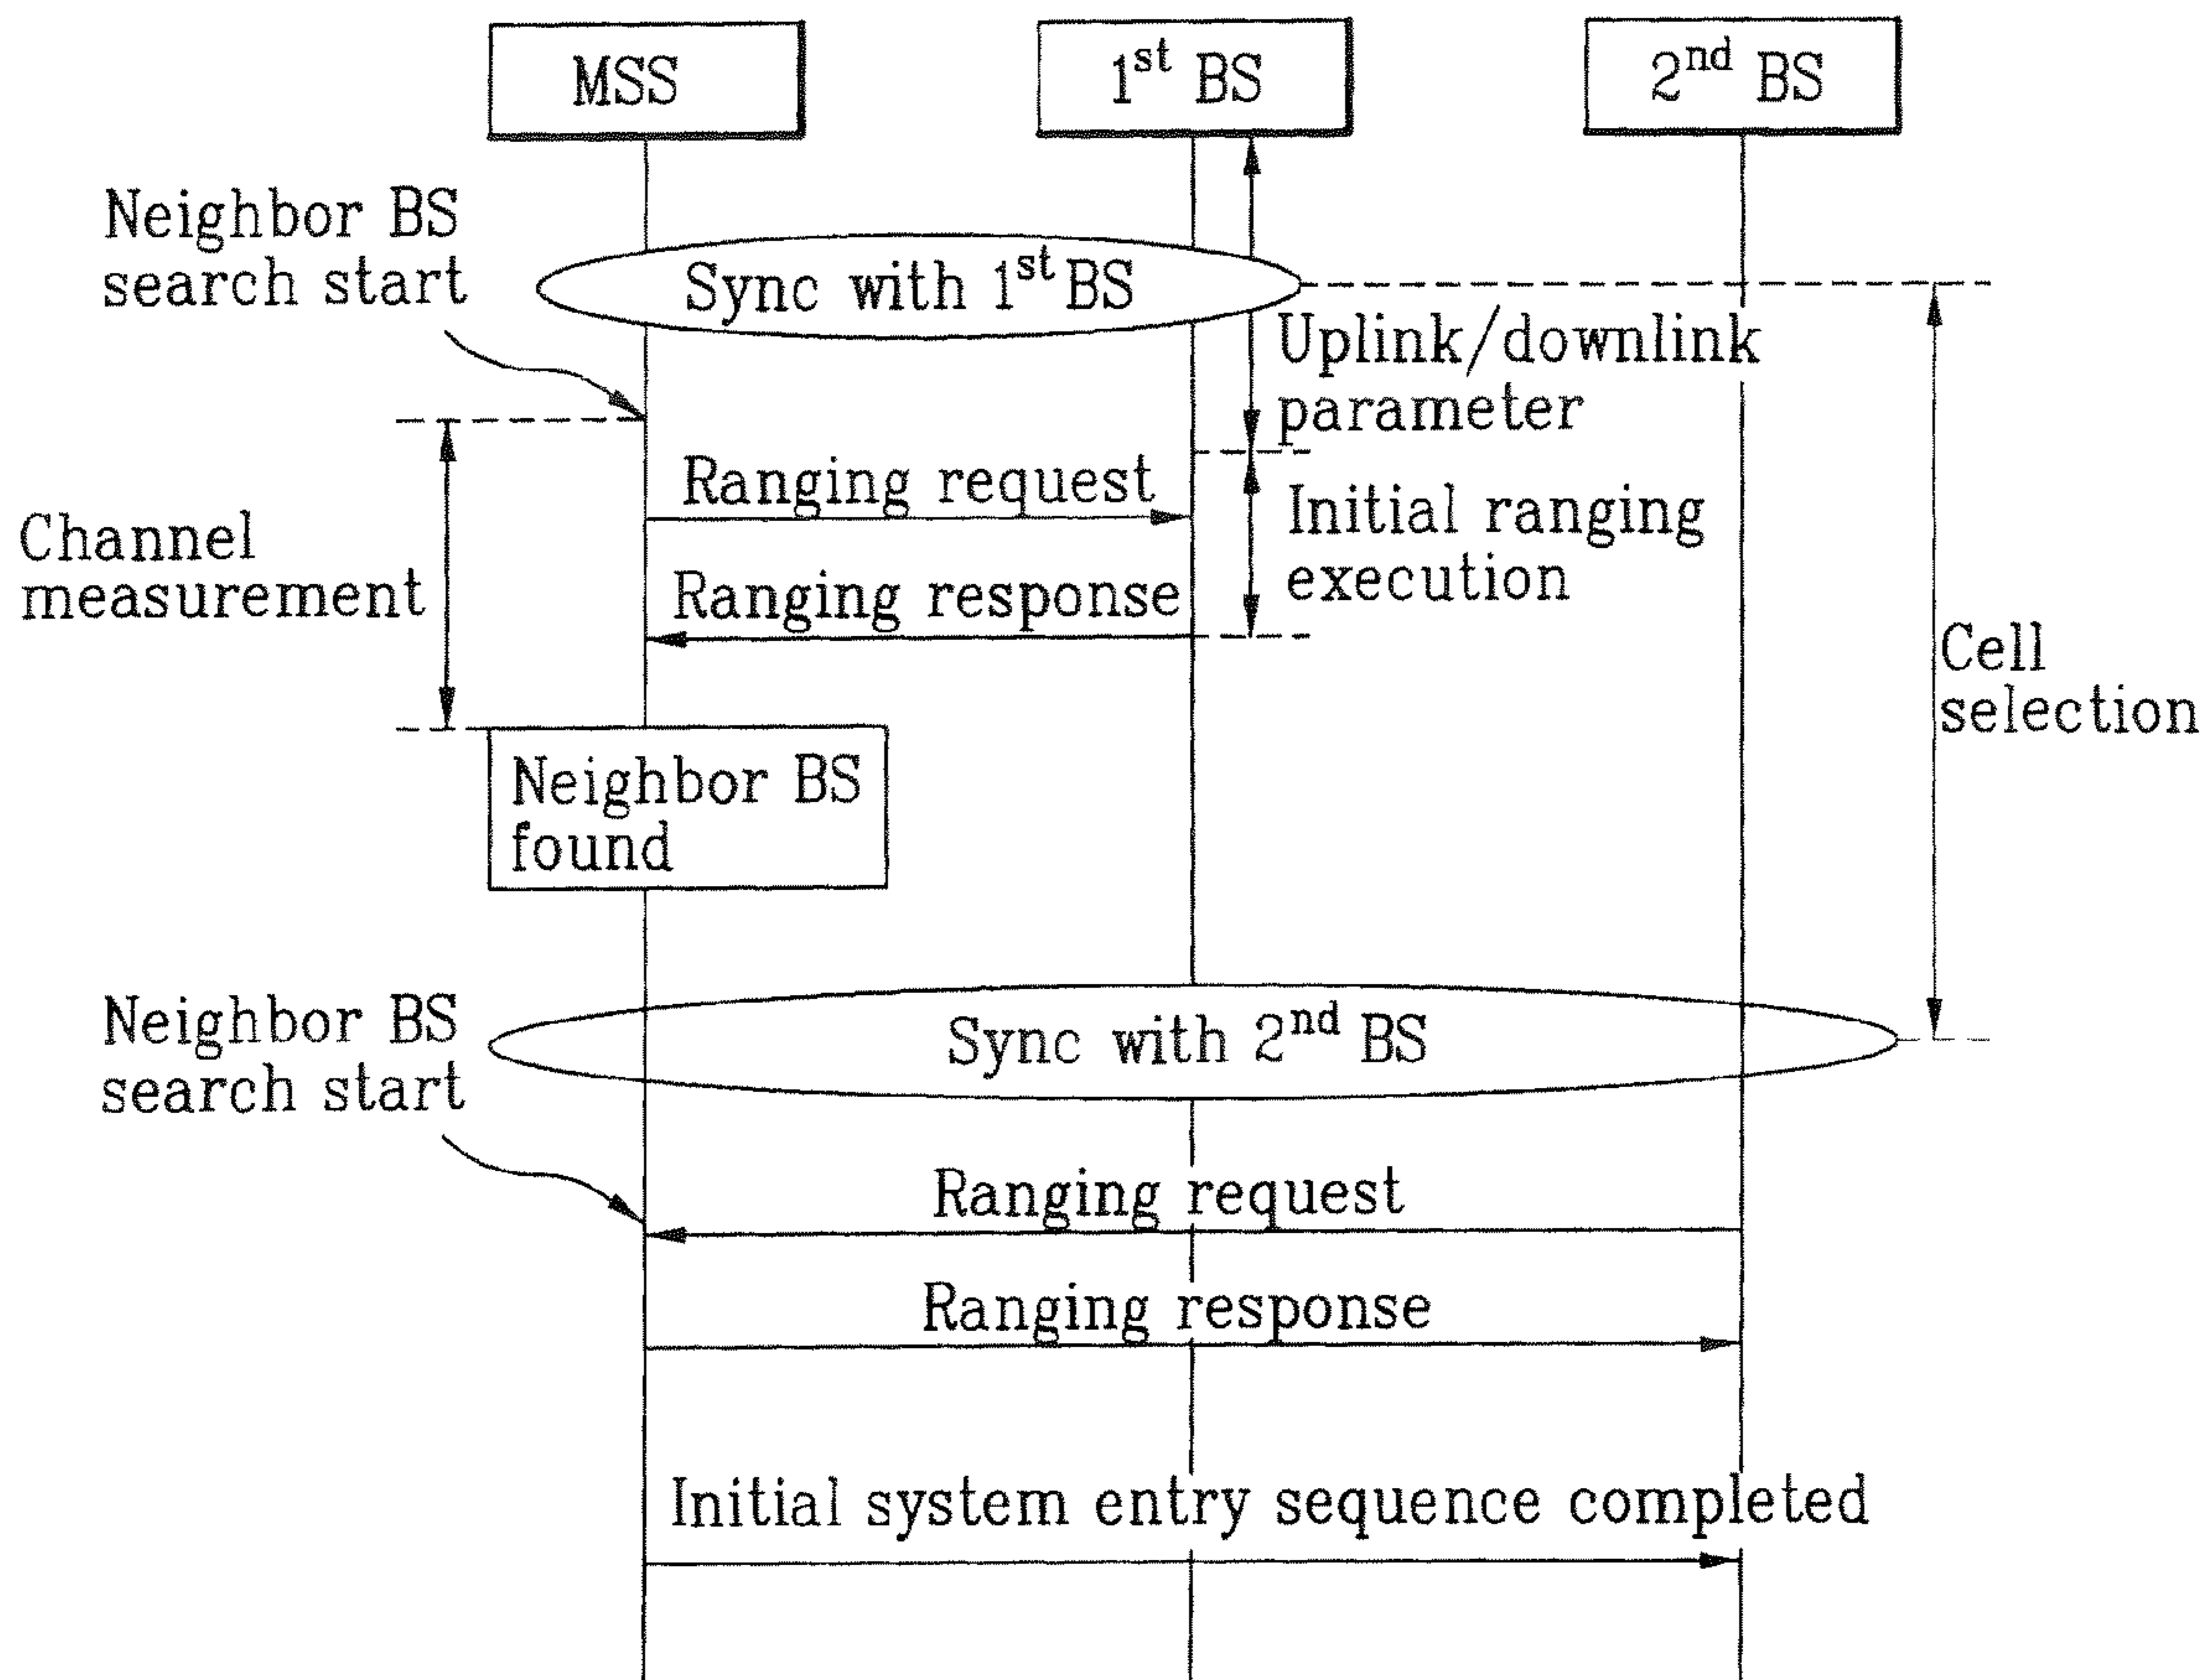 MSS
1st BS
2nd BS
Neighbor BS
search start
Sync with 1st BS
Uplink/downlink
parameter
Ranging request
Initial ranging
execution
Channel
measurement
Ranging response
Cell
selection
Neighbor BS
found
Neighbor BS
search start
Sync with 2nd BS
Ranging request
Ranging response
Initial system entry sequence completed